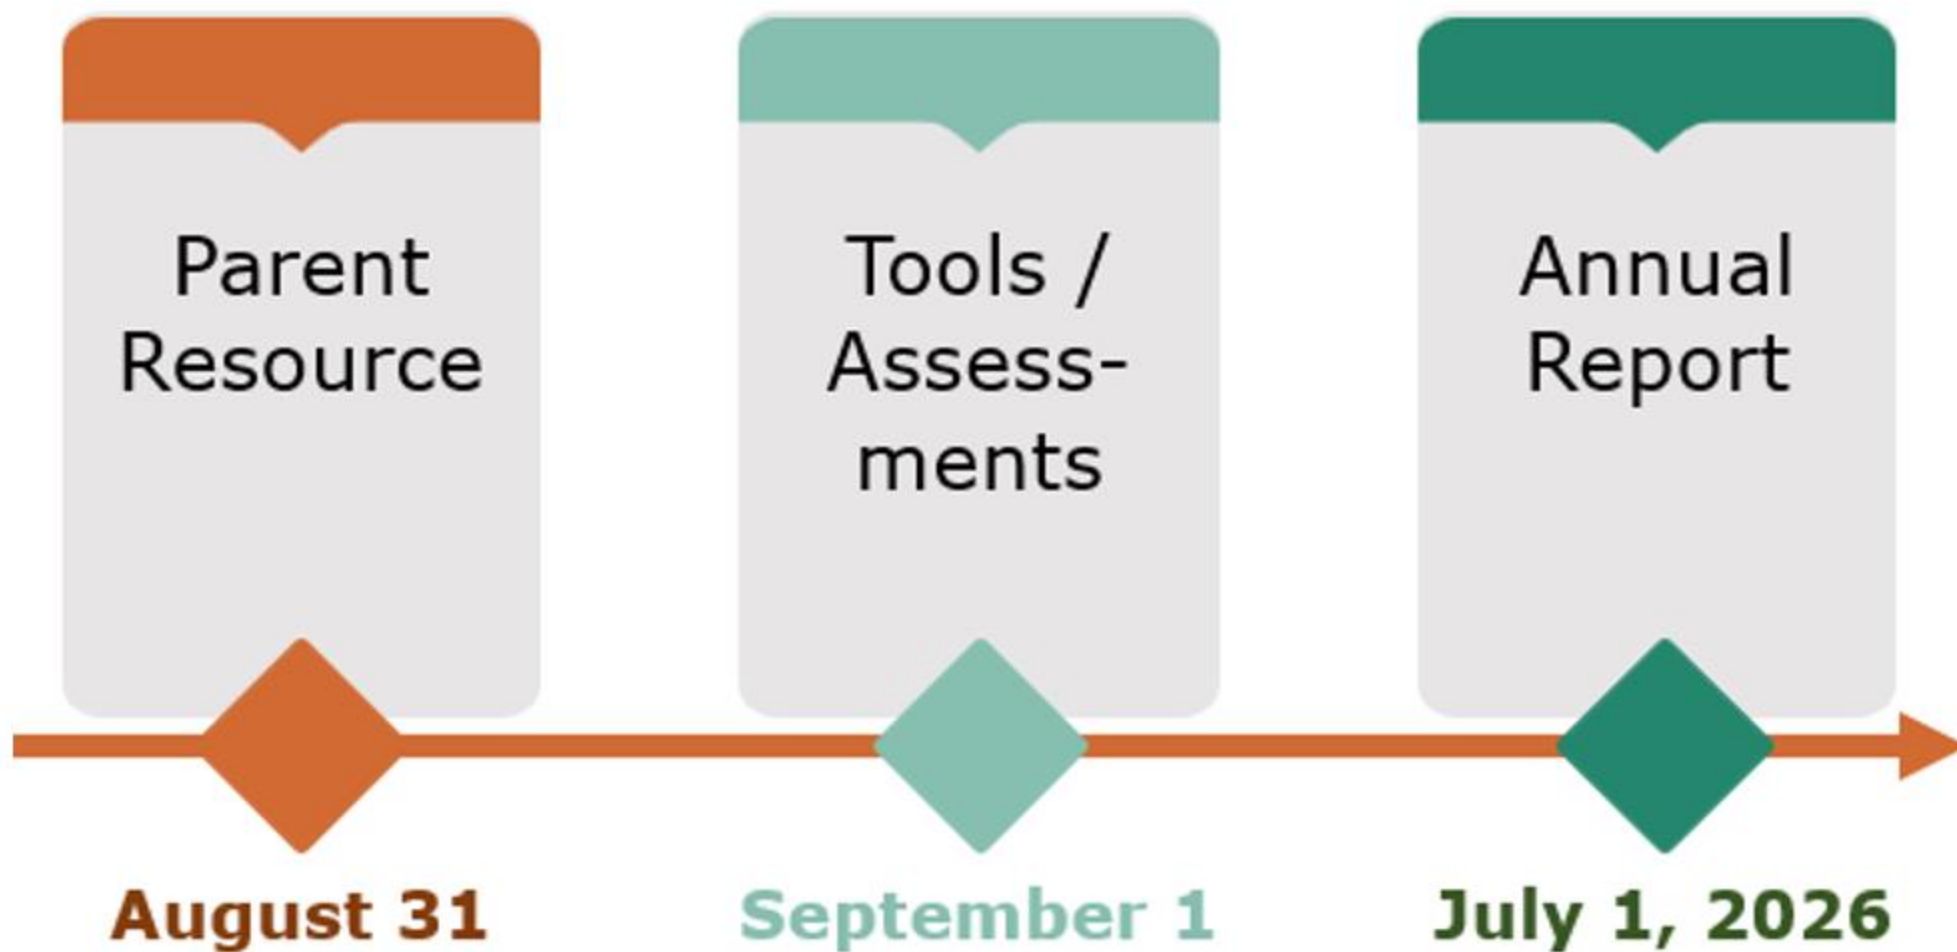 Parent
Resource
Tools /
Assess-
ments
Annual
Report
August 31
September 1
July 1, 2026